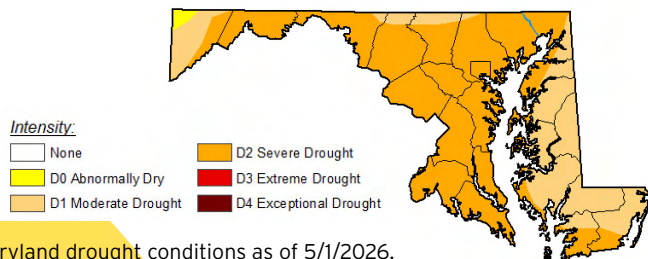 Intensity:
None
D0 Abnormally Dry
D1 Moderate Drought
D2 Severe Drought
D3 Extreme Drought
D4 Exceptional Drought
ryland drought conditions as of 5/1/2026.